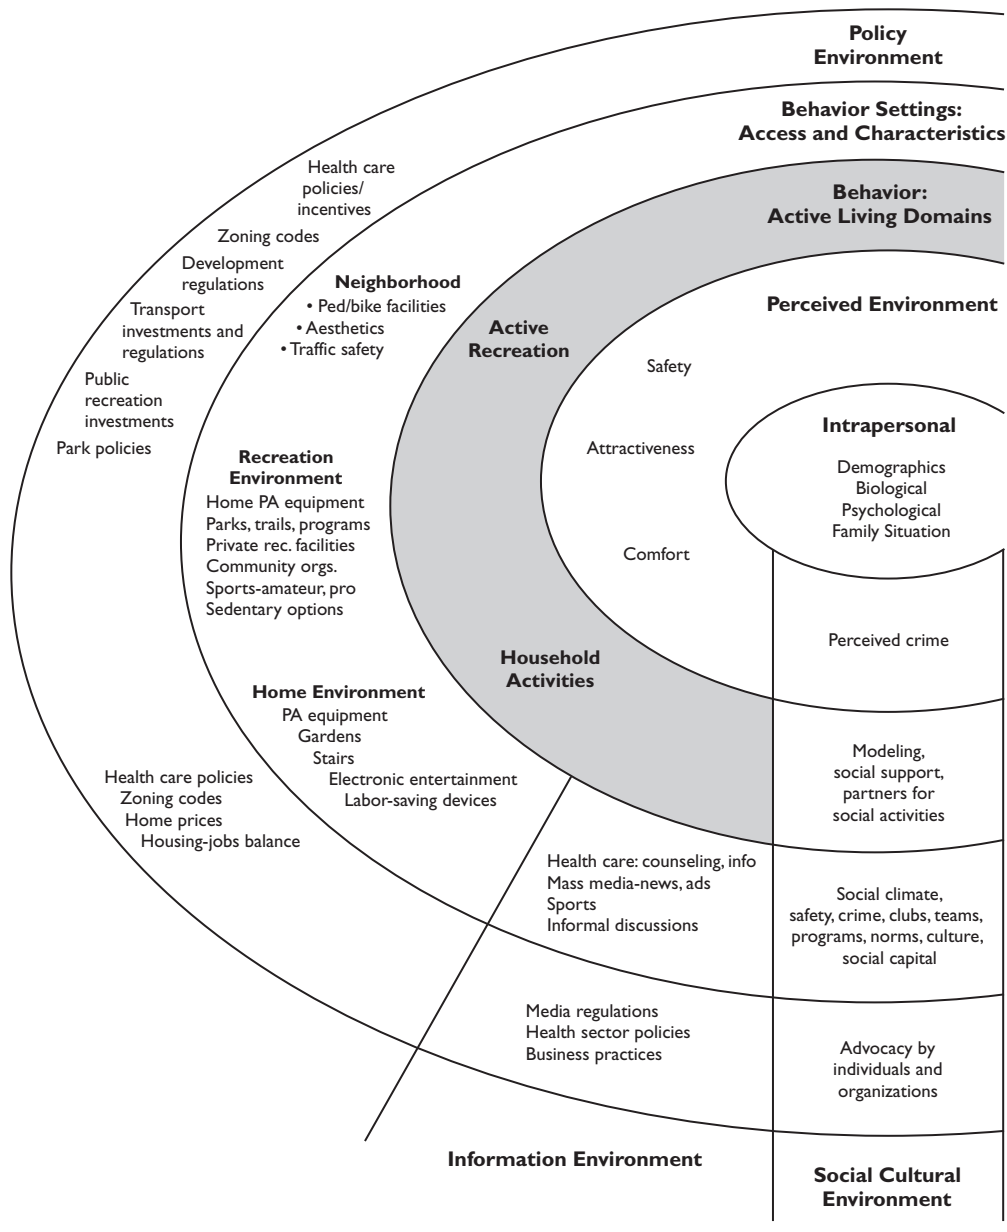 Policy
Environment
Behavior Settings:
Access and Characteristics
Behavior:
Active Living Domains
Perceived Environment
Intrapersonal
Demographics
Biological
Psychological
Family Situation
Health care
policies/
incentives
Zoning codes
Development
regulations
Transport
investments and
regulations
Public
recreation
investments
Park policies
Neighborhood
• Ped/bike facilities
• Aesthetics
• Traffic safety
Active
Recreation
Safety
Attractiveness
Comfort
Recreation
Environment
Home PA equipment
Parks, trails, programs
Private rec. facilities
Community orgs.
Sports-amateur, pro
Sedentary options
Household
Activities
Perceived crime
Home Environment
PA equipment
Gardens
Stairs
Electronic entertainment
Labor-saving devices
Modeling,
social support,
partners for
social activities
Health care policies
Zoning codes
Home prices
Housing-jobs balance
Health care: counseling, info
Mass media-news, ads
Sports
Informal discussions
Social climate,
safety, crime, clubs, teams,
programs, norms, culture,
social capital
Media regulations
Health sector policies
Business practices
Advocacy by
individuals and
organizations
Information Environment
Social Cultural
Environment